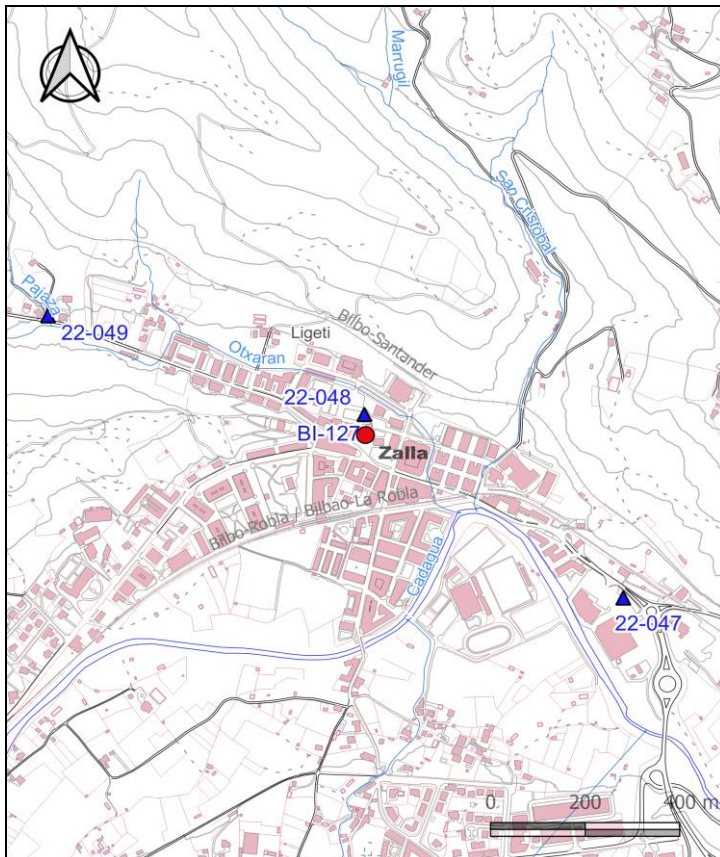 Marrugil
San Cristobal
Pajaza
22-049
Bilbo-Santander
Ligeti
Otxaran
22-048
BI-127
Zalla
Bilbo-Robla / Bilbao-La Robla
Cadagua
22-047
0 200 400 m